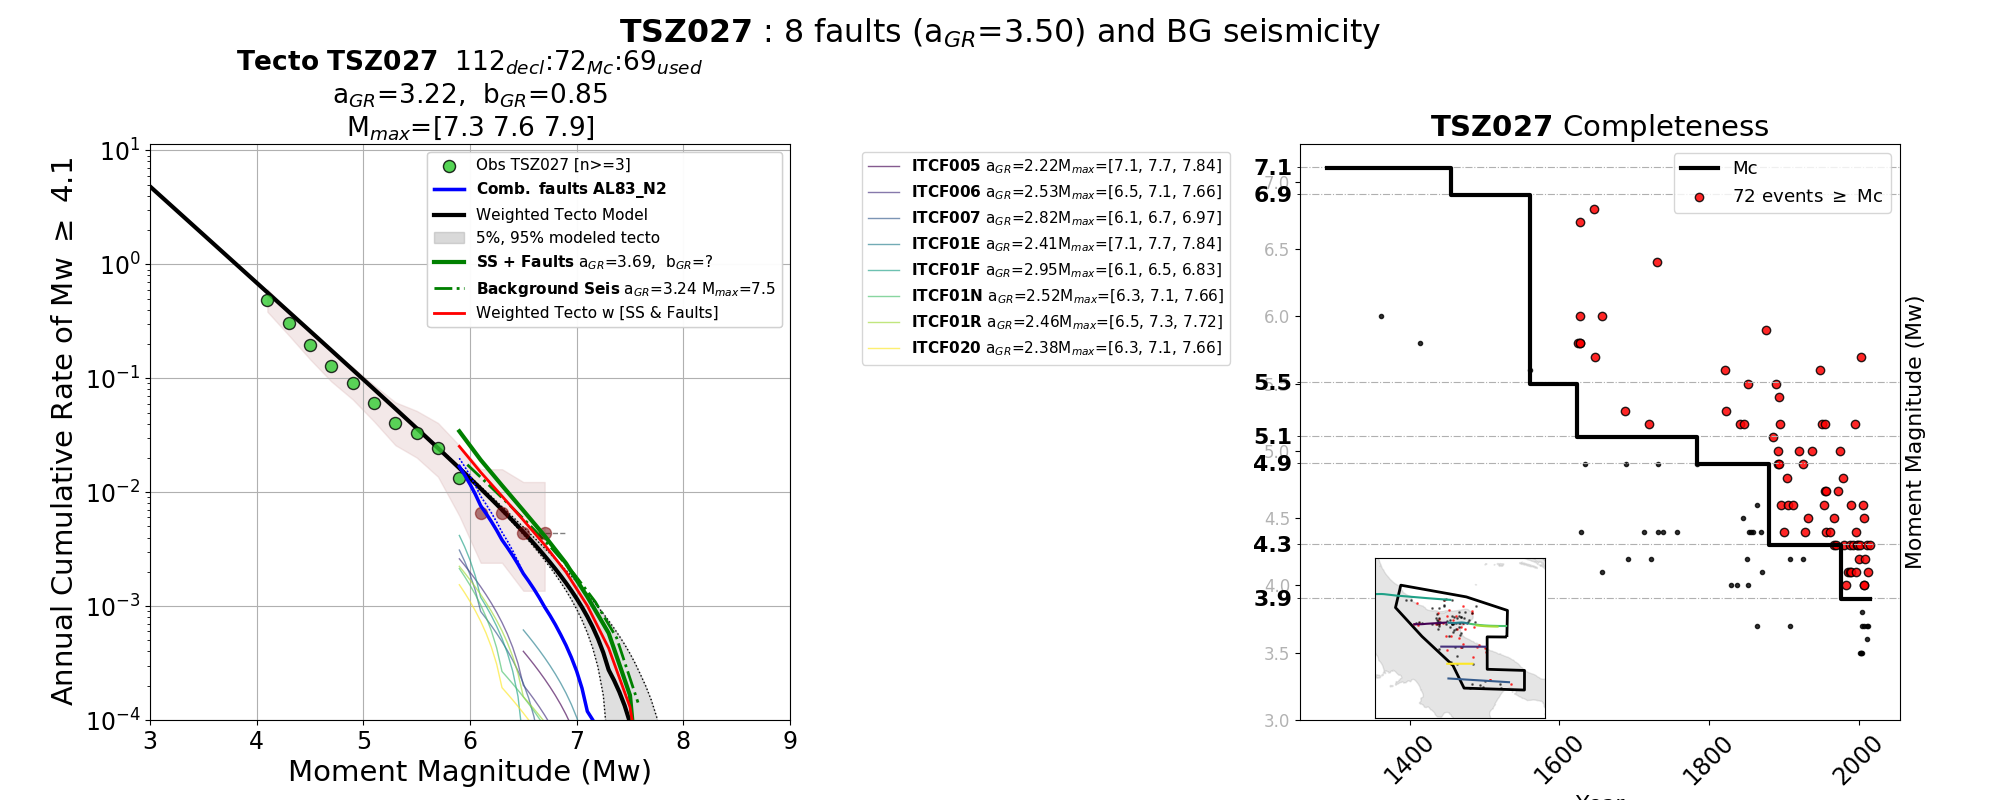 TSZ027 : 8 faults (aGR=3.50) and BG seismicity
Tecto TSZ027 112decl:72Mc:69used
aGR=3.22, bGR=0.85
Mmax=[7.3 7.6 7.9]
Annual Cumulative Rate of Mw ≥ 4.1
10^1
10^0
10^−1
10^−2
10^−3
10^−4
3 4 5 6 7 8 9
Moment Magnitude (Mw)
Obs TSZ027 [n>=3]
Comb. faults AL83_N2
Weighted Tecto Model
5%, 95% modeled tecto
SS + Faults aGR=3.69, bGR=?
Background Seis aGR=3.24 Mmax=7.5
Weighted Tecto w [SS & Faults]
ITCF005 aGR=2.22Mmax=[7.1, 7.7, 7.84]
ITCF006 aGR=2.53Mmax=[6.5, 7.1, 7.66]
ITCF007 aGR=2.82Mmax=[6.1, 6.7, 6.97]
ITCF01E aGR=2.41Mmax=[7.1, 7.7, 7.84]
ITCF01F aGR=2.95Mmax=[6.1, 6.5, 6.83]
ITCF01N aGR=2.52Mmax=[6.3, 7.1, 7.66]
ITCF01R aGR=2.46Mmax=[6.5, 7.3, 7.72]
ITCF020 aGR=2.38Mmax=[6.3, 7.1, 7.66]
TSZ027 Completeness
Mc
72 events ≥ Mc
7.1
7.0
6.9
6.5
6.0
5.5
5.1
5.0
4.9
4.5
4.3
4.0
3.9
3.5
3.0
1400 1600 1800 2000
Moment Magnitude (Mw)